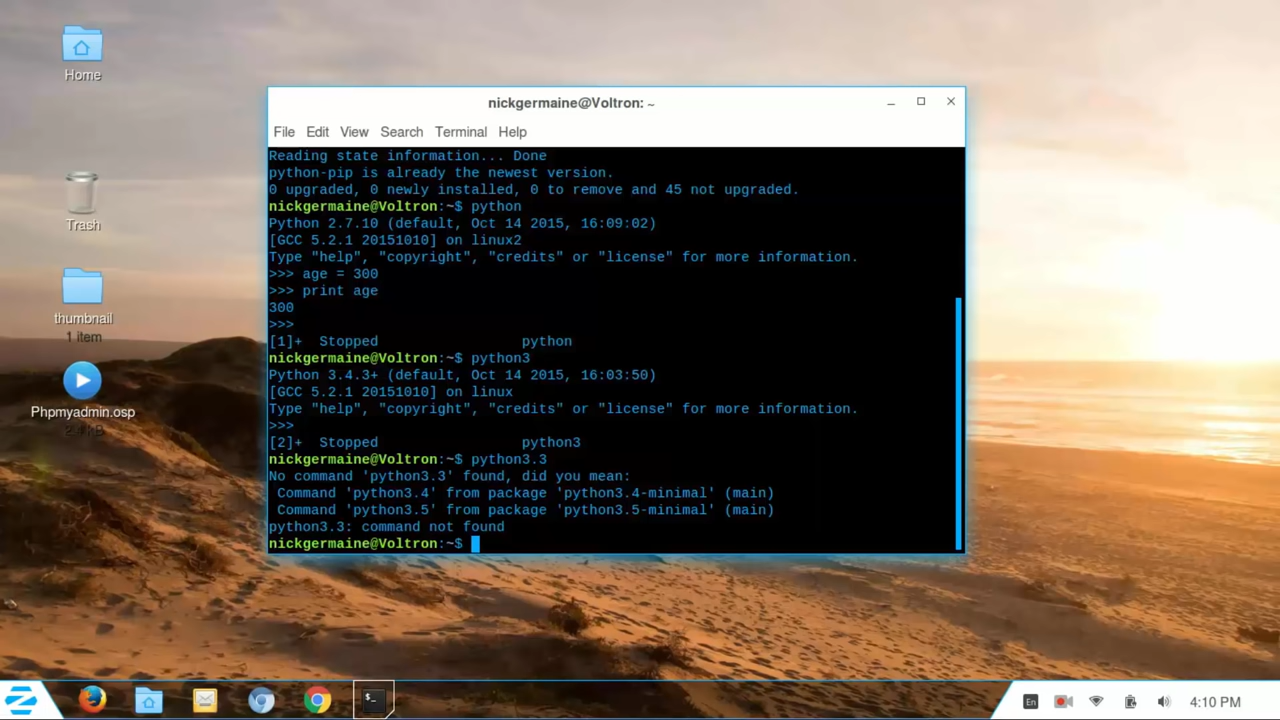 Home
Trash
thumbnail
1 item
Phpmyadmin.osp
nickgermaine@Voltron: ~
File Edit View Search Terminal Help
Reading state information... Done
python-pip is already the newest version.
0 upgraded, 0 newly installed, 0 to remove and 45 not upgraded.
nickgermaine@Voltron:~$ python
Python 2.7.10 (default, Oct 14 2015, 16:09:02)
[GCC 5.2.1 20151010] on linux2
Type "help", "copyright", "credits" or "license" for more information.
>>> age = 300
>>> print age
300
>>>
[1]+  Stopped                 python
nickgermaine@Voltron:~$ python3
Python 3.4.3+ (default, Oct 14 2015, 16:03:50)
[GCC 5.2.1 20151010] on linux
Type "help", "copyright", "credits" or "license" for more information.
>>>
[2]+  Stopped                 python3
nickgermaine@Voltron:~$ python3.3
No command 'python3.3' found, did you mean:
 Command 'python3.4' from package 'python3.4-minimal' (main)
 Command 'python3.5' from package 'python3.5-minimal' (main)
python3.3: command not found
nickgermaine@Voltron:~$
En
4:10 PM